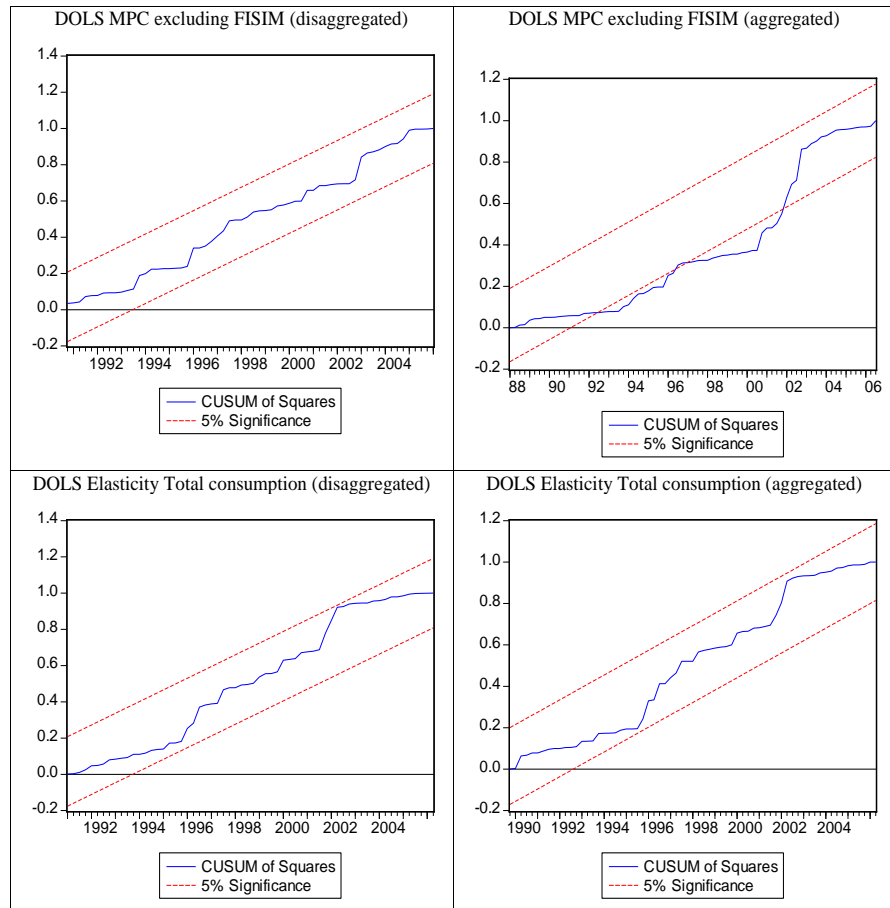 DOLS MPC excluding FISIM (disaggregated)
1.4
1.2
1.0
0.8
0.6
0.4
0.2
0.0
-0.2
1992 1994 1996 1998 2000 2002 2004
CUSUM of Squares
5% Significance
DOLS MPC excluding FISIM (aggregated)
1.2
1.0
0.8
0.6
0.4
0.2
0.0
-0.2
88 90 92 94 96 98 00 02 04 06
CUSUM of Squares
5% Significance
DOLS Elasticity Total consumption (disaggregated)
1.4
1.2
1.0
0.8
0.6
0.4
0.2
0.0
-0.2
1992 1994 1996 1998 2000 2002 2004
CUSUM of Squares
5% Significance
DOLS Elasticity Total consumption (aggregated)
1.2
1.0
0.8
0.6
0.4
0.2
0.0
-0.2
1990 1992 1994 1996 1998 2000 2002 2004
CUSUM of Squares
5% Significance